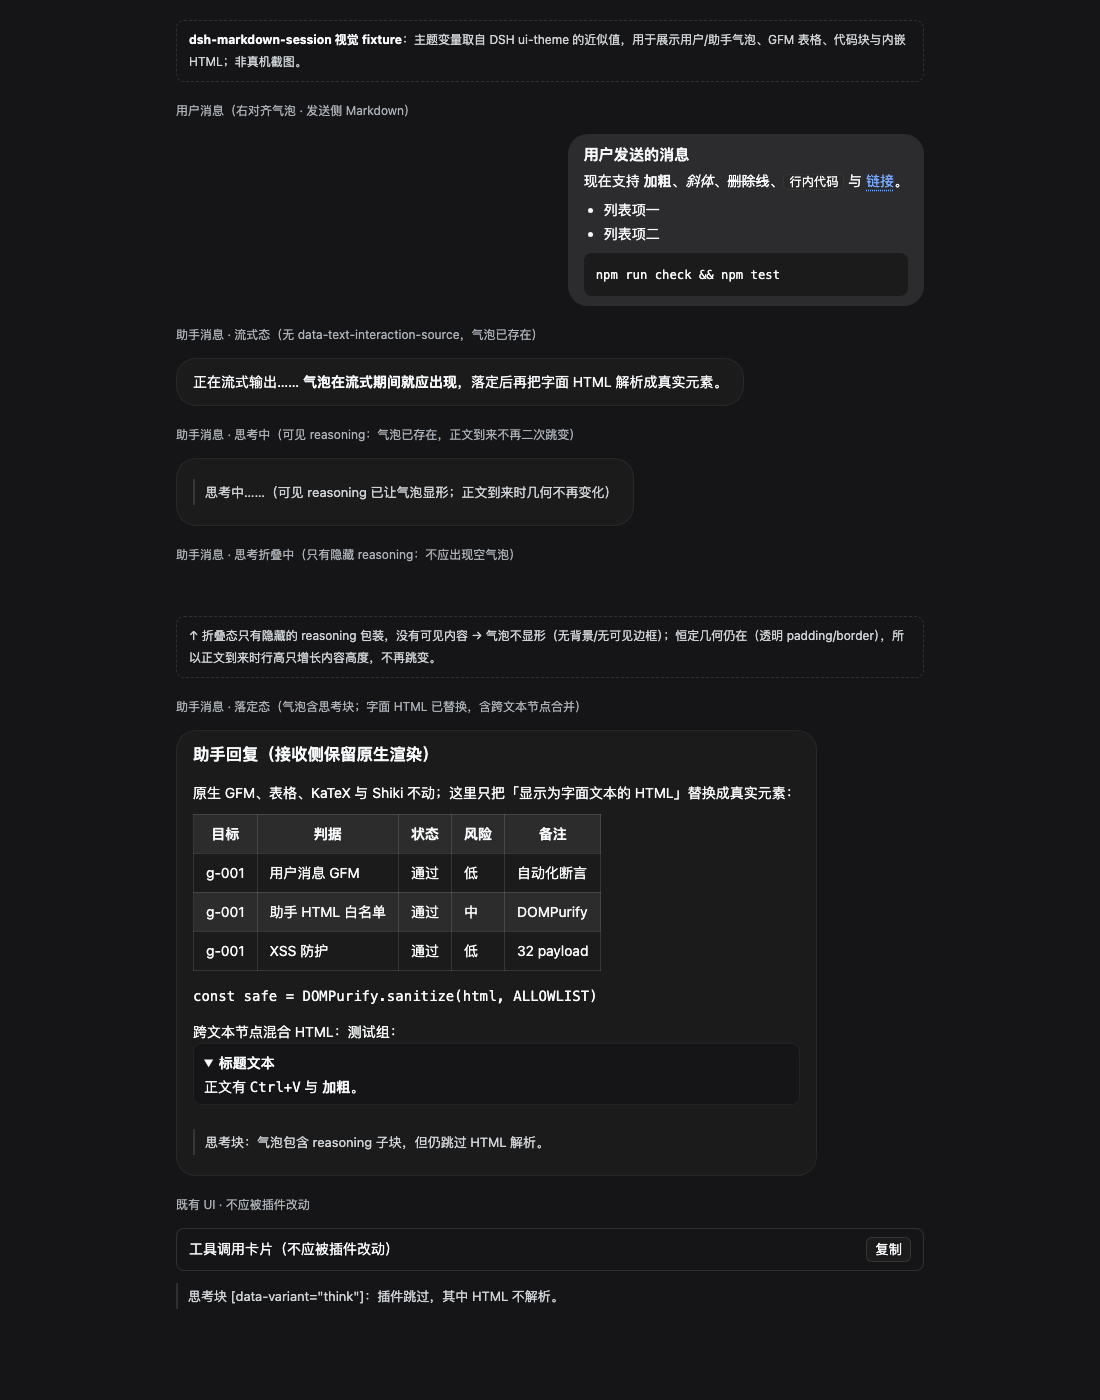 dsh-markdown-session 视觉 fixture：主题变量取自 DSH ui-theme 的近似值，用于展示用户/助手气泡、GFM 表格、代码块与内嵌
HTML；非真机截图。
用户消息（右对齐气泡 · 发送侧 Markdown）
用户发送的消息
现在支持 加粗、斜体、删除线、 行内代码 与 链接。
• 列表项一
• 列表项二
npm run check && npm test
助手消息 · 流式态（无 data-text-interaction-source，气泡已存在）
正在流式输出…… 气泡在流式期间就应出现，落定后再把字面 HTML 解析成真实元素。
助手消息 · 思考中（可见 reasoning：气泡已存在，正文到来不再二次跳变）
思考中……（可见 reasoning 已让气泡显形；正文到来时几何不再变化）
助手消息 · 思考折叠中（只有隐藏 reasoning：不应出现空气泡）
↑ 折叠态只有隐藏的 reasoning 包装，没有可见内容 → 气泡不显形（无背景/无可见边框）；恒定几何仍在（透明 padding/border），所
以正文到来时行高只增长内容高度，不再跳变。
助手消息 · 落定态（气泡含思考块；字面 HTML 已替换，含跨文本节点合并）
助手回复（接收侧保留原生渲染）
原生 GFM、表格、KaTeX 与 Shiki 不动；这里只把「显示为字面文本的 HTML」替换成真实元素：
目标 判据 状态 风险 备注
g-001 用户消息 GFM 通过 低 自动化断言
g-001 助手 HTML 白名单 通过 中 DOMPurify
g-001 XSS 防护 通过 低 32 payload
const safe = DOMPurify.sanitize(html, ALLOWLIST)
跨文本节点混合 HTML：测试组：
▼ 标题文本
正文有 Ctrl+V 与 加粗。
思考块：气泡包含 reasoning 子块，但仍跳过 HTML 解析。
既有 UI · 不应被插件改动
工具调用卡片（不应被插件改动） 复制
思考块 [data-variant="think"]：插件跳过，其中 HTML 不解析。